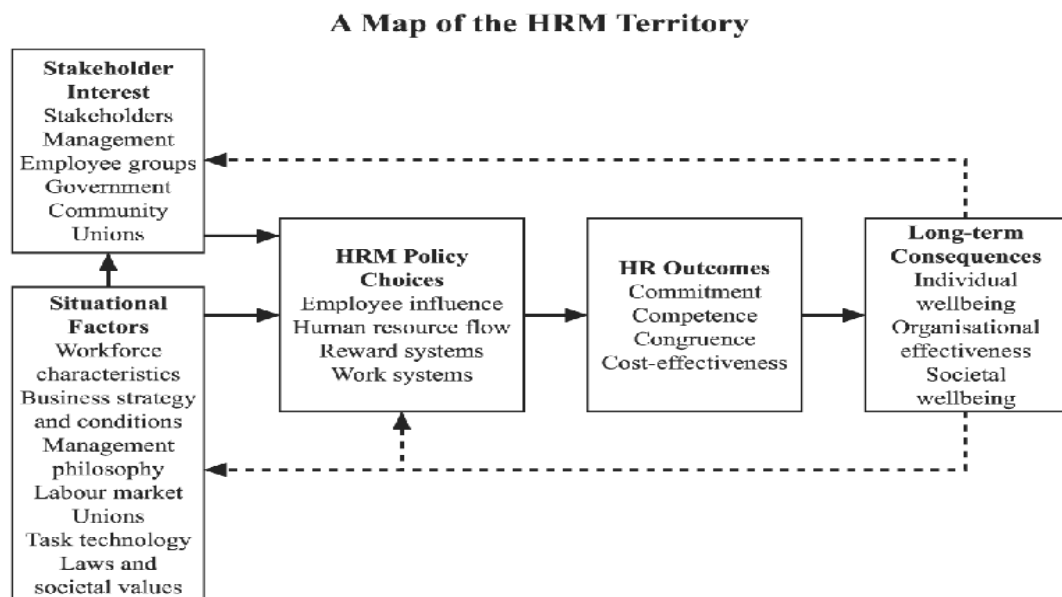 A Map of the HRM Territory
Stakeholder
Interest
Stakeholders
Management
Employee groups
Government
Community
Unions
Situational
Factors
Workforce
characteristics
Business strategy
and conditions
Management
philosophy
Labour market
Unions
Task technology
Laws and
societal values
HRM Policy
Choices
Employee influence
Human resource flow
Reward systems
Work systems
HR Outcomes
Commitment
Competence
Congruence
Cost-effectiveness
Long-term
Consequences
Individual
wellbeing
Organisational
effectiveness
Societal
wellbeing